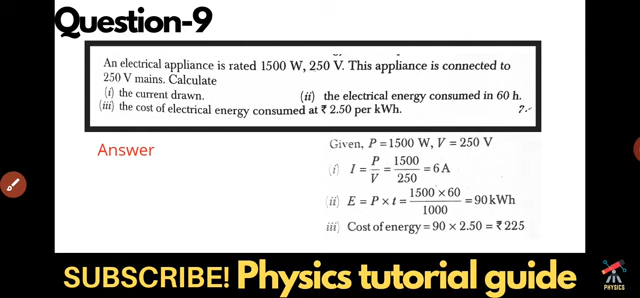 Question-9
An electrical appliance is rated 1500 W, 250 V. This appliance is connected to
250 V mains. Calculate
(i) the current drawn. (ii) the electrical energy consumed in 60 h.
(iii) the cost of electrical energy consumed at ₹ 2.50 per kWh.
Answer
Given, P = 1500 W, V = 250 V
(i) I = P/V = 1500/250 = 6 A
(ii) E = P × t = 1500 × 60/1000 = 90 kWh
iii) Cost of energy = 90 × 2.50 = ₹ 225
SUBSCRIBE! Physics tutorial guide
PHYSICS